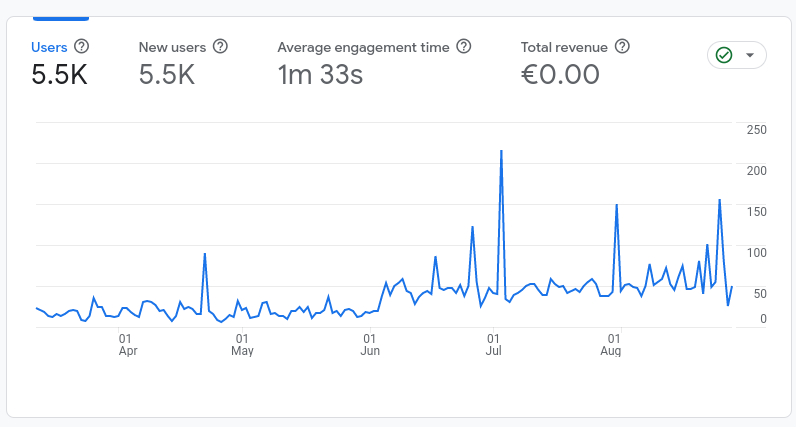 Users New users Average engagement time Total revenue
5.5K 5.5K 1m 33s €0.00
250
200
150
100
50
0
01 01 01 01 01
Apr May Jun Jul Aug